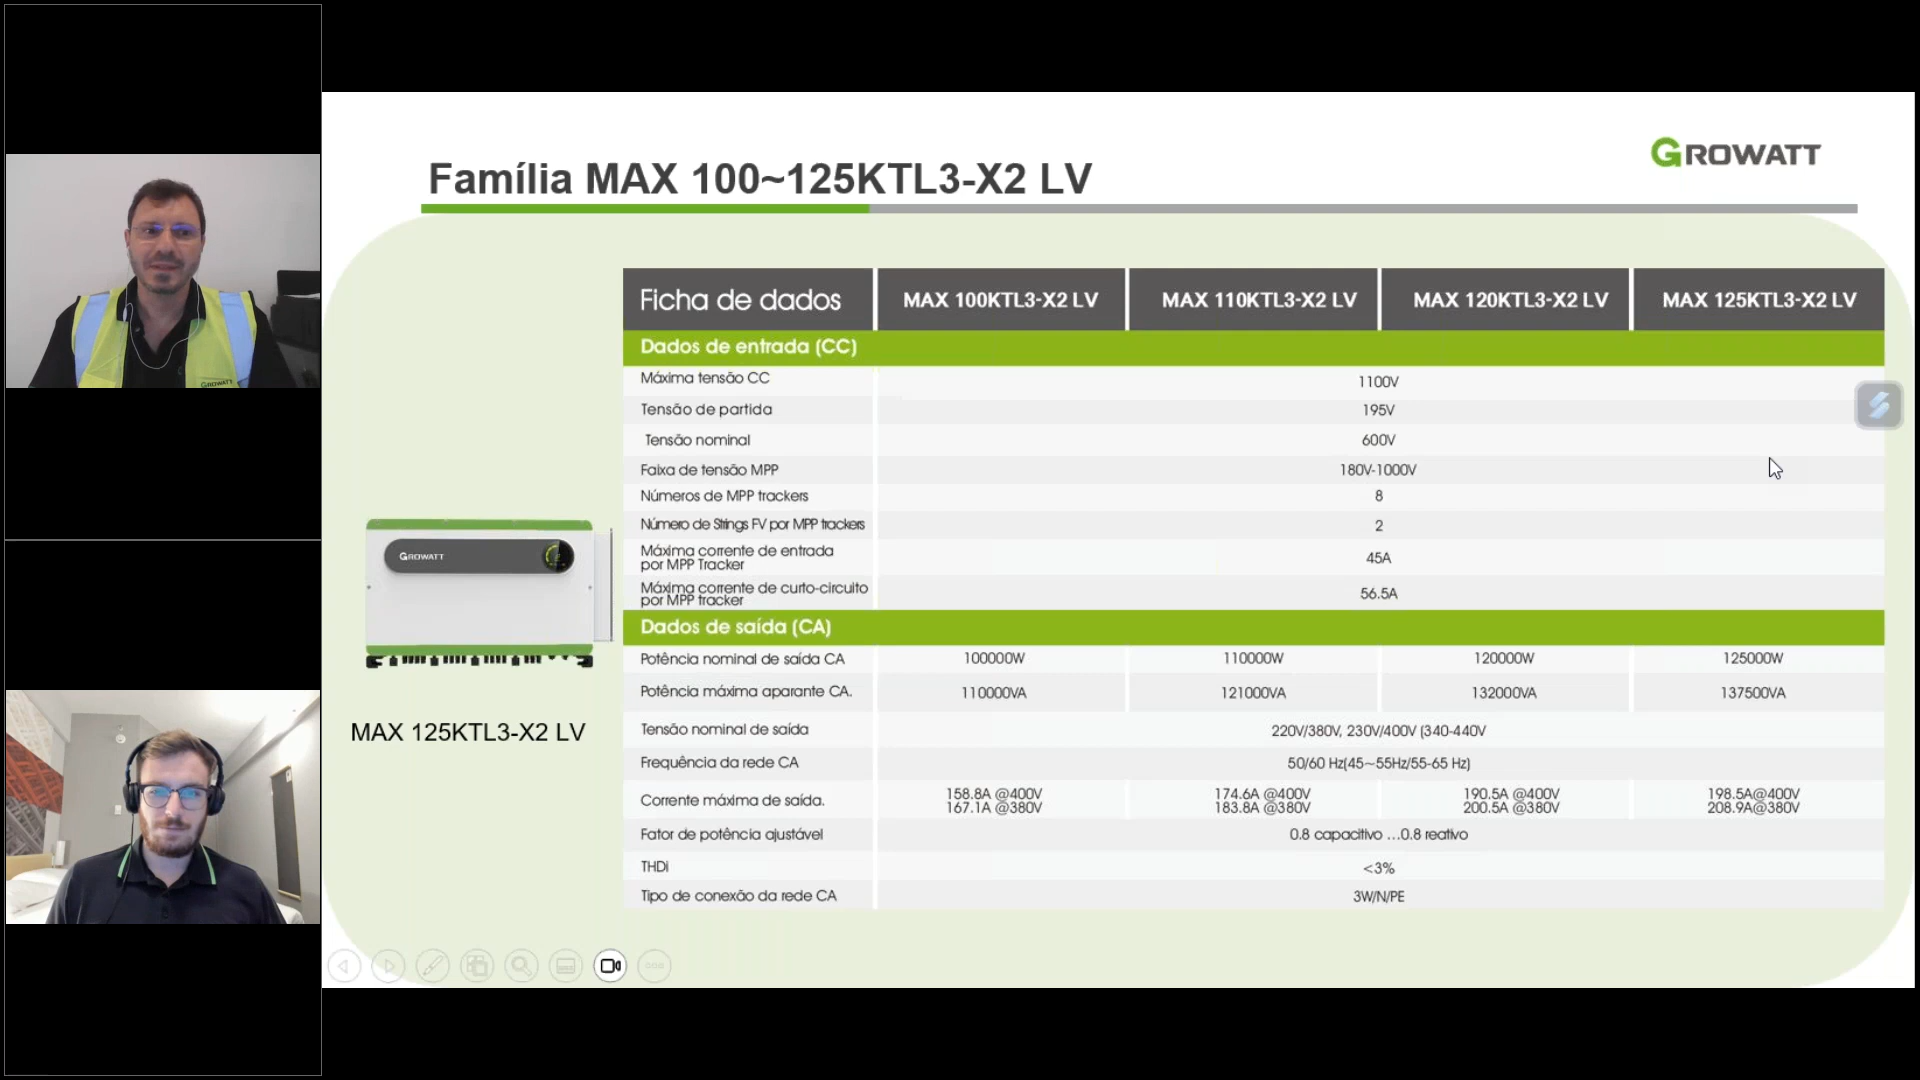 GROWATT
Família MAX 100~125KTL3-X2 LV
Ficha de dados MAX 100KTL3-X2 LV MAX 110KTL3-X2 LV MAX 120KTL3-X2 LV MAX 125KTL3-X2 LV
Dados de entrada (CC)
Máxima tensão CC 1100V
Tensão de partida 195V
Tensão nominal 600V
Faixa de tensão MPP 180V-1000V
Números de MPP trackers 8
Número de Strings FV por MPP trackers 2
Máxima corrente de entrada
por MPP Tracker 45A
Máxima corrente de curto-circuito
por MPP tracker 56.5A
Dados de saída (CA)
Potência nominal de saída CA 100000W 110000W 120000W 125000W
Potência máxima aparante CA. 110000VA 121000VA 132000VA 137500VA
Tensão nominal de saída 220V/380V, 230V/400V (340-440V
Frequência da rede CA 50/60 Hz(45~55Hz/55-65 Hz)
Corrente máxima de saída. 158.8A @400V 174.6A @400V 190.5A @400V 198.5A@400V
167.1A @380V 183.8A @380V 200.5A @380V 208.9A@380V
Fator de potência ajustável 0.8 capacitivo ...0.8 reativo
THDi <3%
Tipo de conexão da rede CA 3W/N/PE
GROWATT
MAX 125KTL3-X2 LV
GROWATT